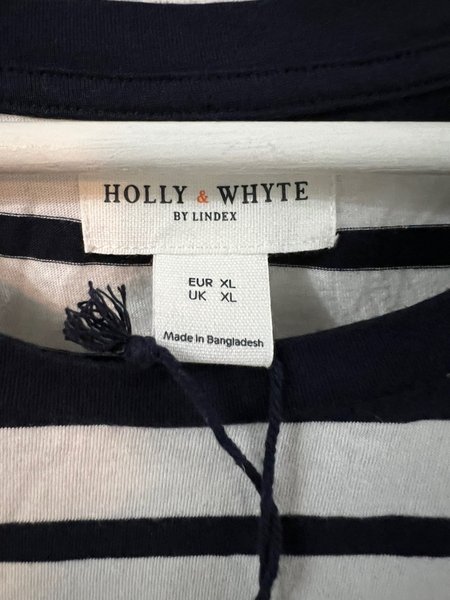 HOLLY & WHYTE
BY LINDEX
EUR XL
UK XL
Made in Bangladesh